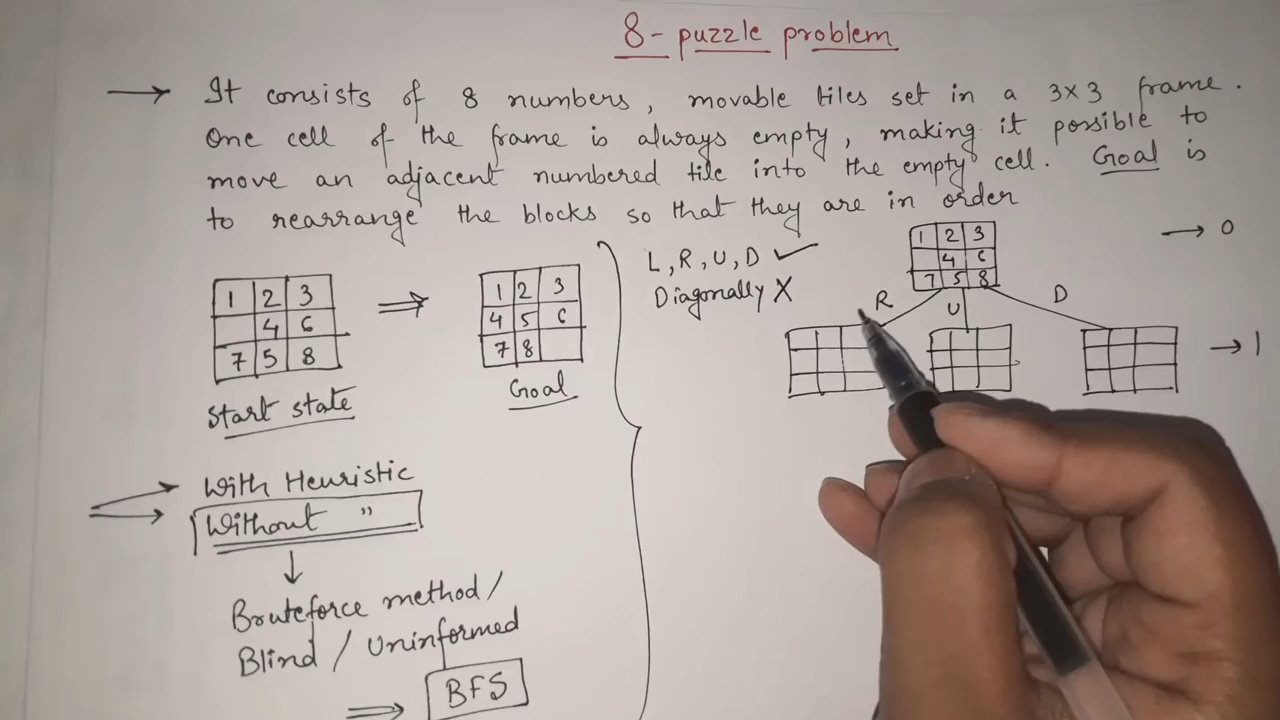 8-puzzle problem
→ It consists of 8 numbers, movable tiles set in a 3x3 frame.
One cell of the frame is always empty, making it possible to
move an adjacent numbered tile into the empty cell. Goal is
to rearrange the blocks so that they are in order
1 2 3
4 6
7 5 8
Start state
⇒
1 2 3
4 5 6
7 8
Goal
L, R, U, D ✓
Diagonally X
1 2 3
4 6
7 5 8
→ 0
R U D
→ 1
With Heuristic
Without "
↓
Bruteforce method /
Blind / Uninformed
⇒ BFS